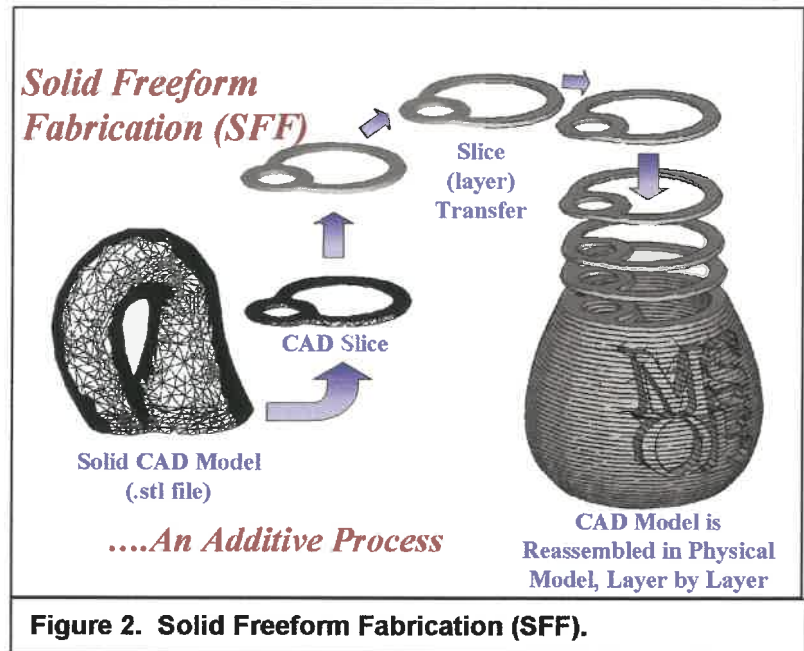 Solid Freeform
Fabrication (SFF)
Slice
(layer)
Transfer
CAD Slice
Solid CAD Model
(.stl file)
....An Additive Process
CAD Model is
Reassembled in Physical
Model, Layer by Layer
Figure 2.  Solid Freeform Fabrication (SFF).